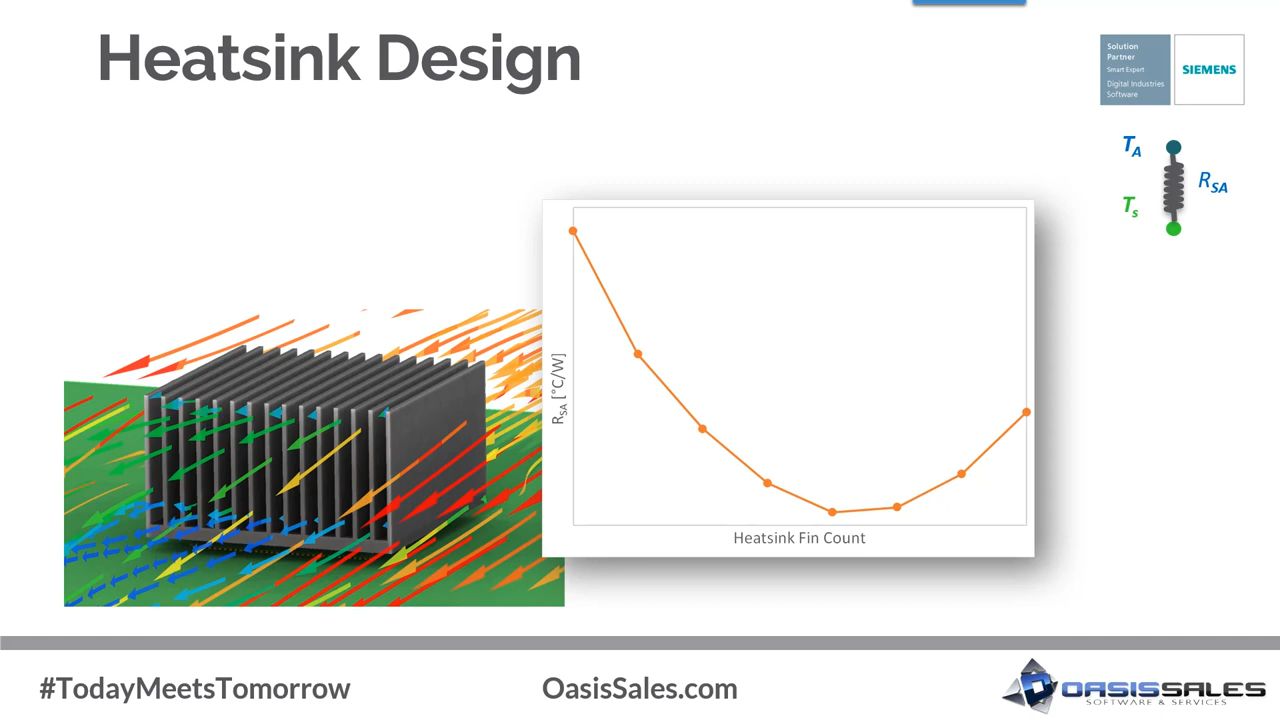 Heatsink Design
Solution
Partner
Smart Expert
Digital Industries
Software
SIEMENS
TA
RSA
Ts
RSA [°C/W]
Heatsink Fin Count
#TodayMeetsTomorrow
OasisSales.com
OASISSALES
SOFTWARE & SERVICES